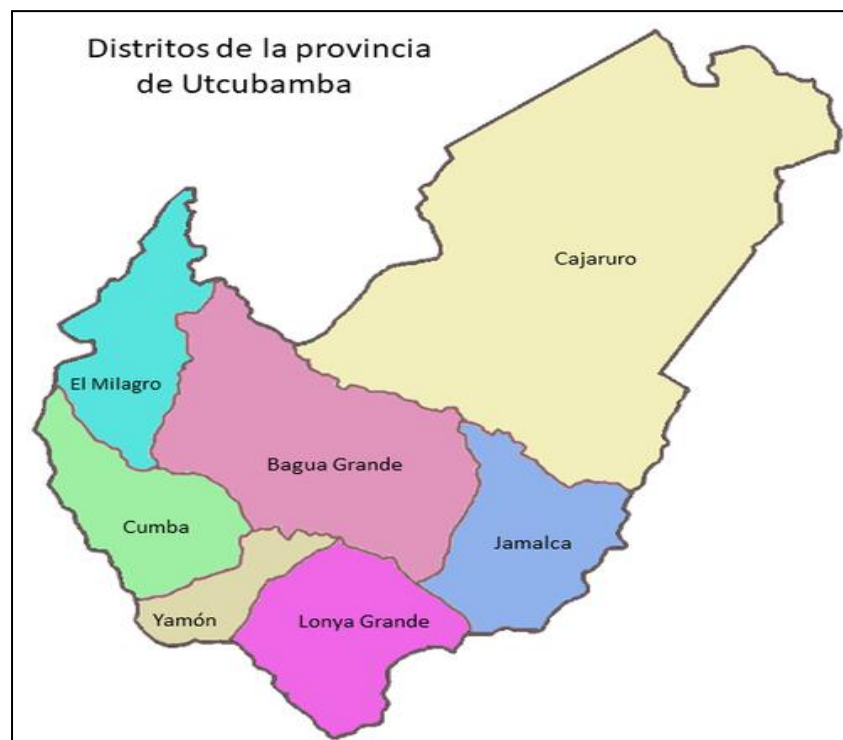 Distritos de la provincia
de Utcubamba
Cajaruro
El Milagro
Bagua Grande
Cumba
Jamalca
Yamón
Lonya Grande